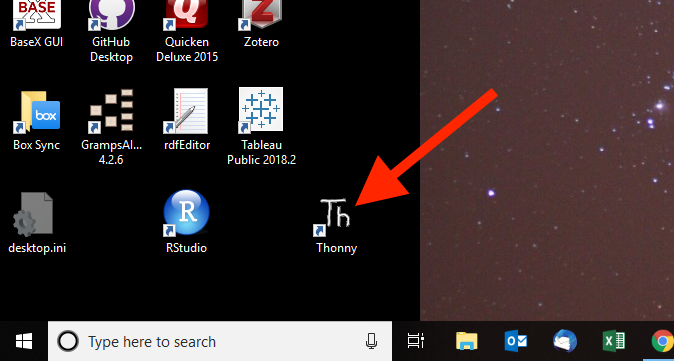 BASE
X
BaseX GUI
GitHub
Desktop
Quicken
Deluxe 2015
Z
Zotero
box
Box Sync
GrampsAI...
4.2.6
rdfEditor
Tableau
Public 2018.2
desktop.ini
R
RStudio
Th
Thonny
Type here to search